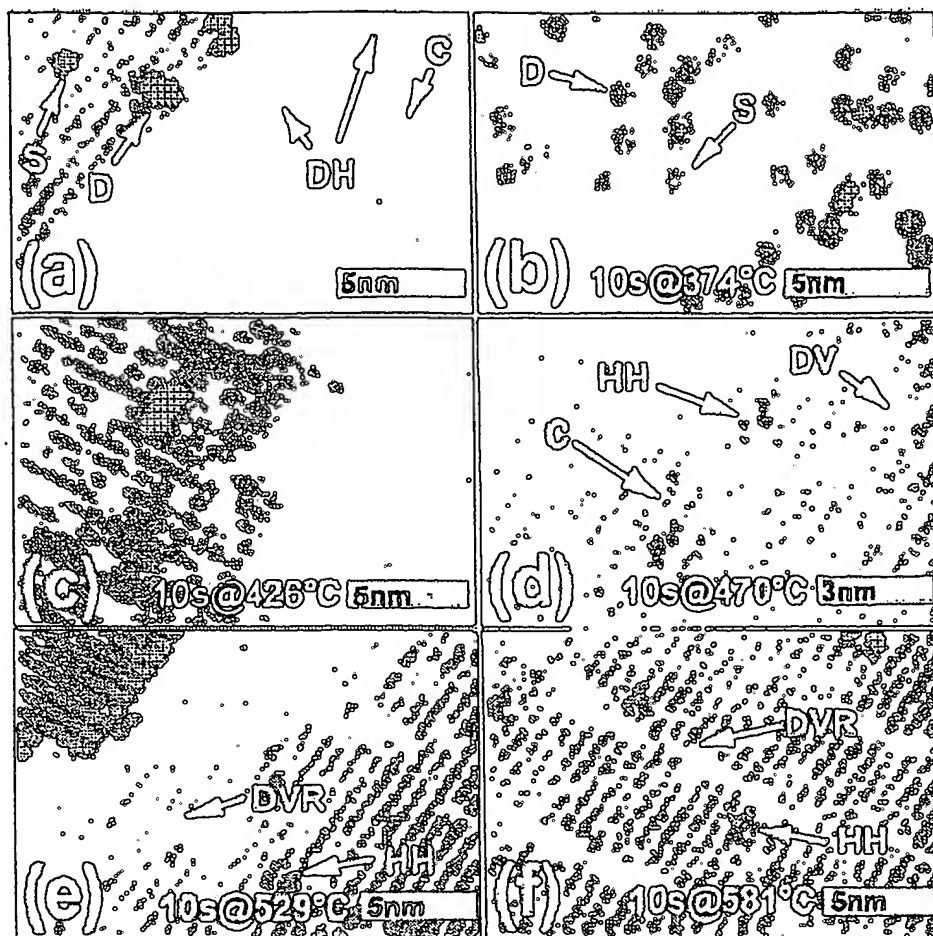 C
S
D
DH
(a)
5nm
D
S
(b) 10s@374°C 5nm
(c) 10s@426°C 5nm
HH
DV
C
(d) 10s@470°C 3nm
DVR
HH
(e) 10s@529°C 5nm
DVR
HH
(f) 10s@581°C 5nm